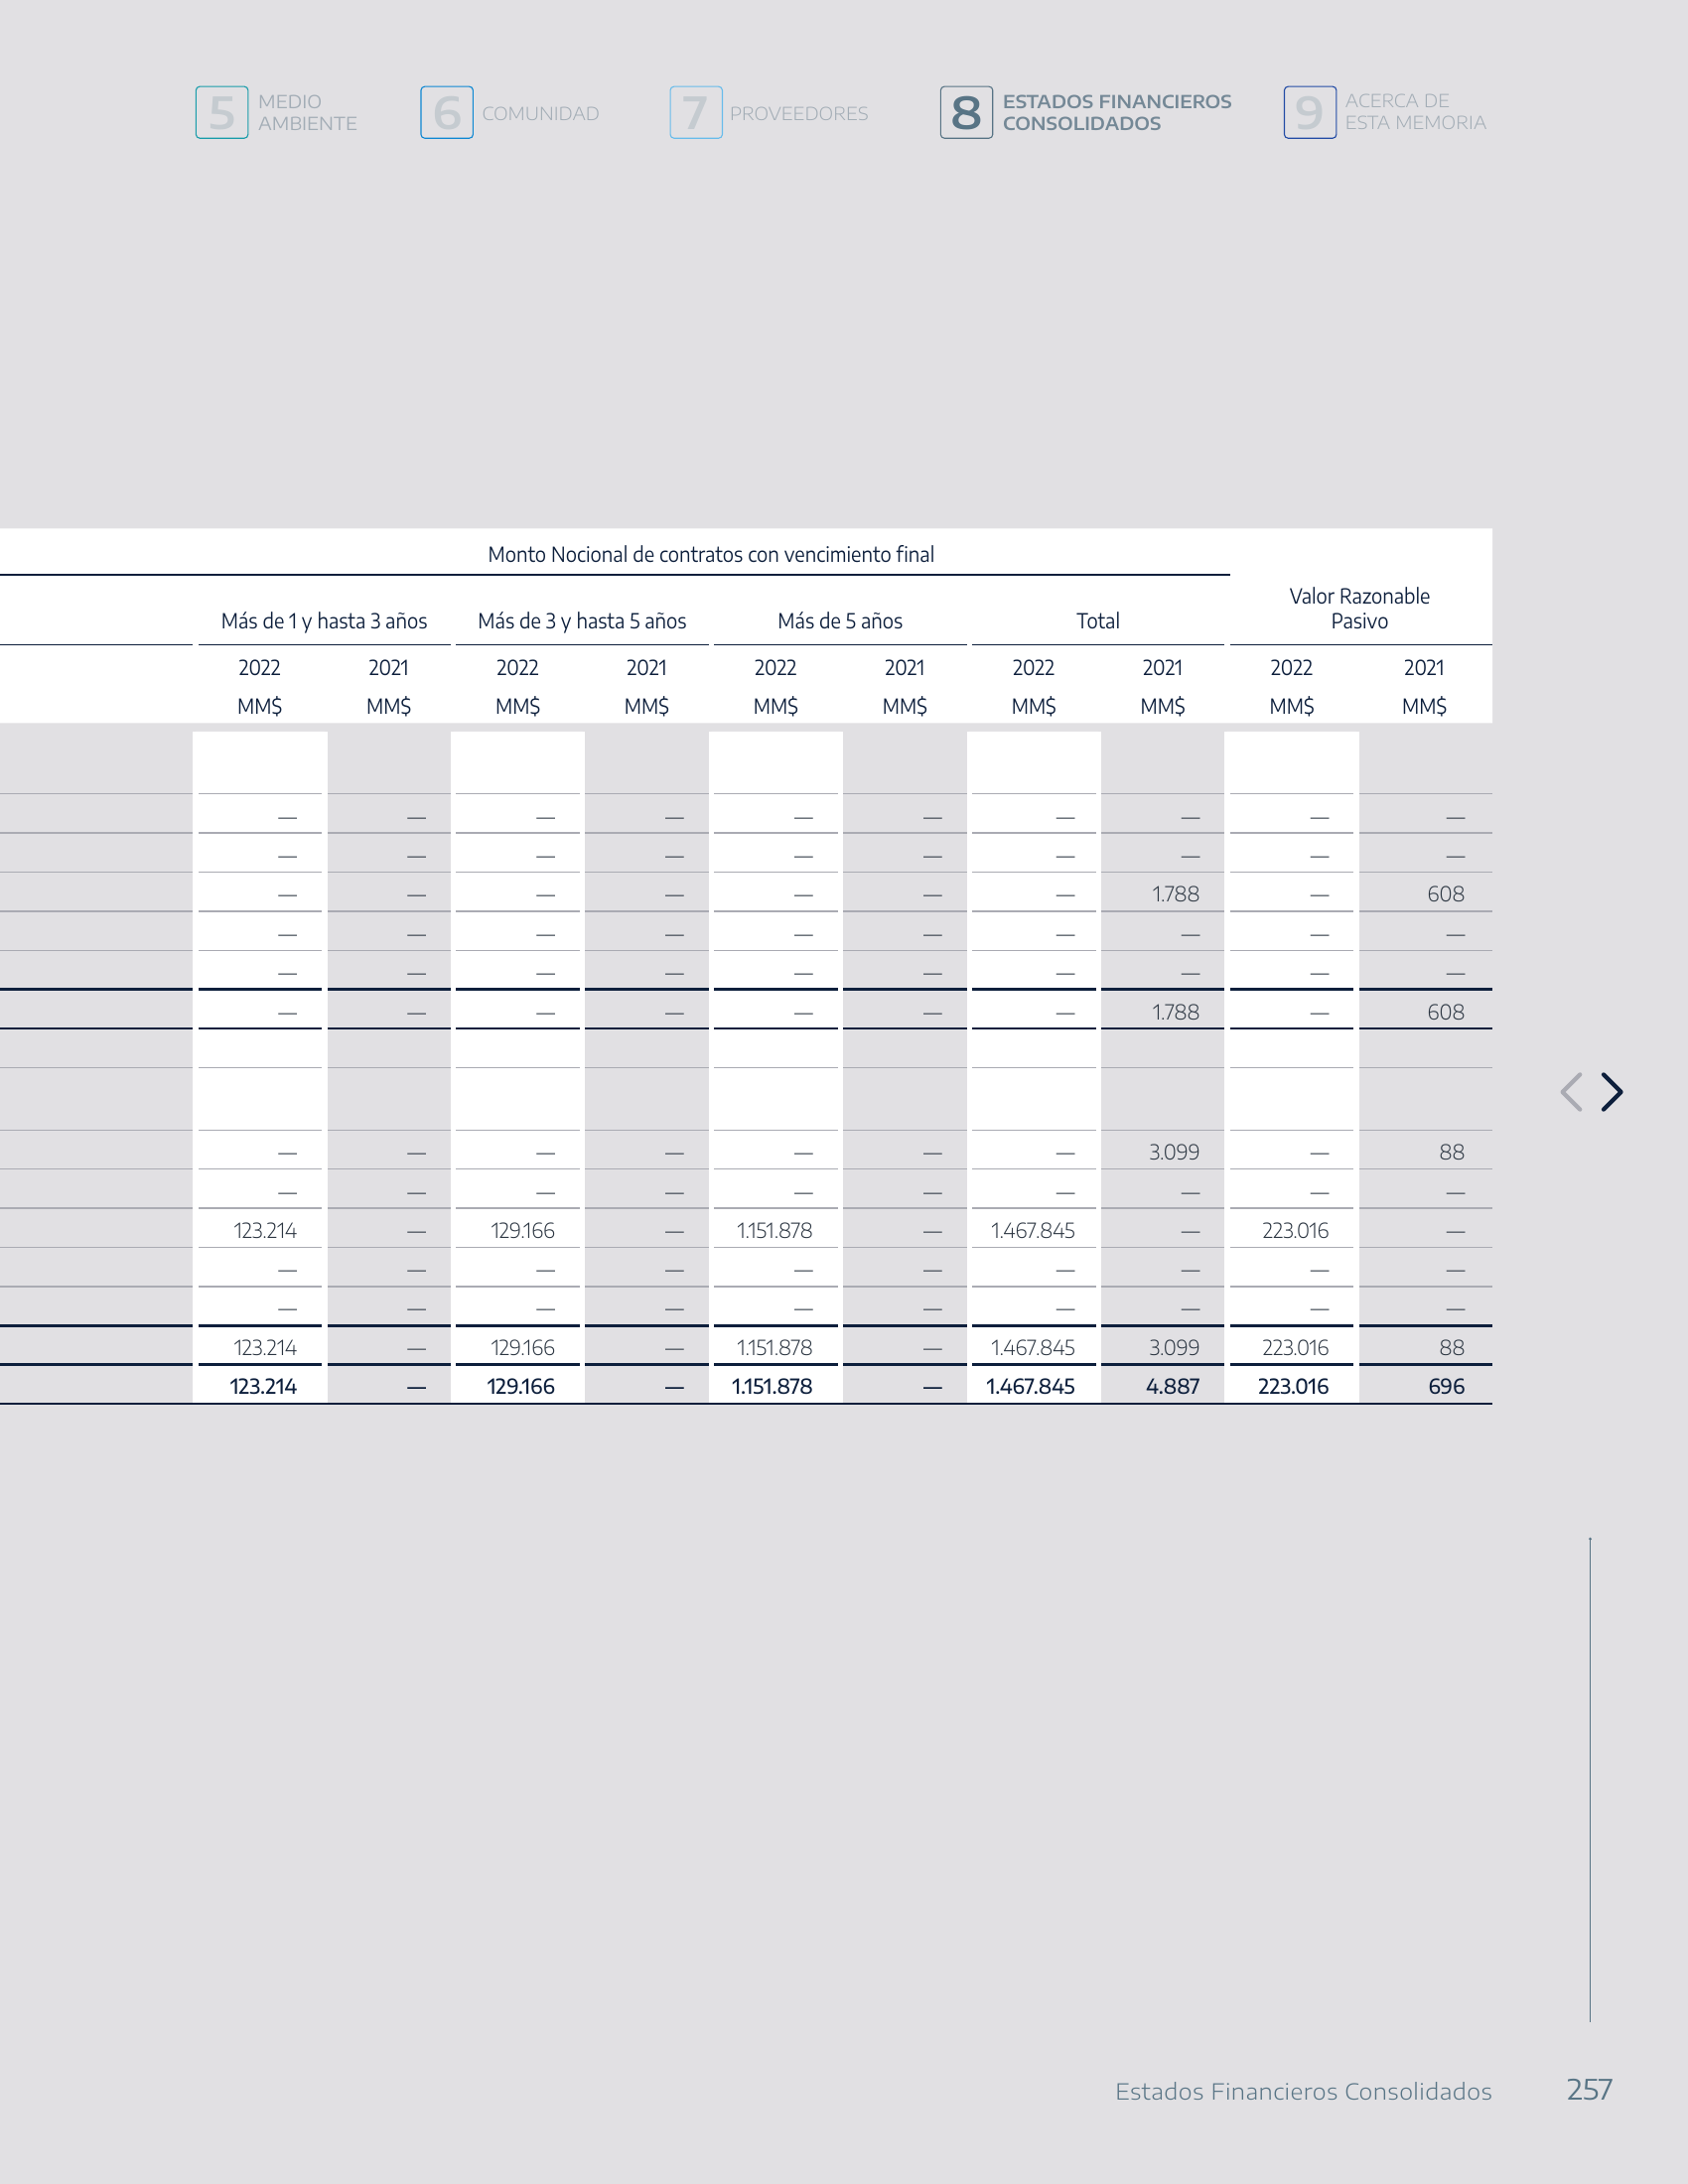 5 MEDIO AMBIENTE 6 COMUNIDAD 7 PROVEEDORES 8 ESTADOS FINANCIEROS CONSOLIDADOS 9 ACERCA DE ESTA MEMORIA
Monto Nocional de contratos con vencimiento final
Más de 1 y hasta 3 años Más de 3 y hasta 5 años Más de 5 años Total Valor Razonable Pasivo
2022 2021 2022 2021 2022 2021 2022 2021 2022 2021
MM$ MM$ MM$ MM$ MM$ MM$ MM$ MM$ MM$ MM$
— — — — — — — — — —
— — — — — — — — — —
— — — — — — — 1.788 — 608
— — — — — — — — — —
— — — — — — — — — —
— — — — — — — 1.788 — 608
— — — — — — — 3.099 — 88
— — — — — — — — — —
123.214 — 129.166 — 1.151.878 — 1.467.845 — 223.016 —
— — — — — — — — — —
— — — — — — — — — —
123.214 — 129.166 — 1.151.878 — 1.467.845 3.099 223.016 88
123.214 — 129.166 — 1.151.878 — 1.467.845 4.887 223.016 696
Estados Financieros Consolidados 257